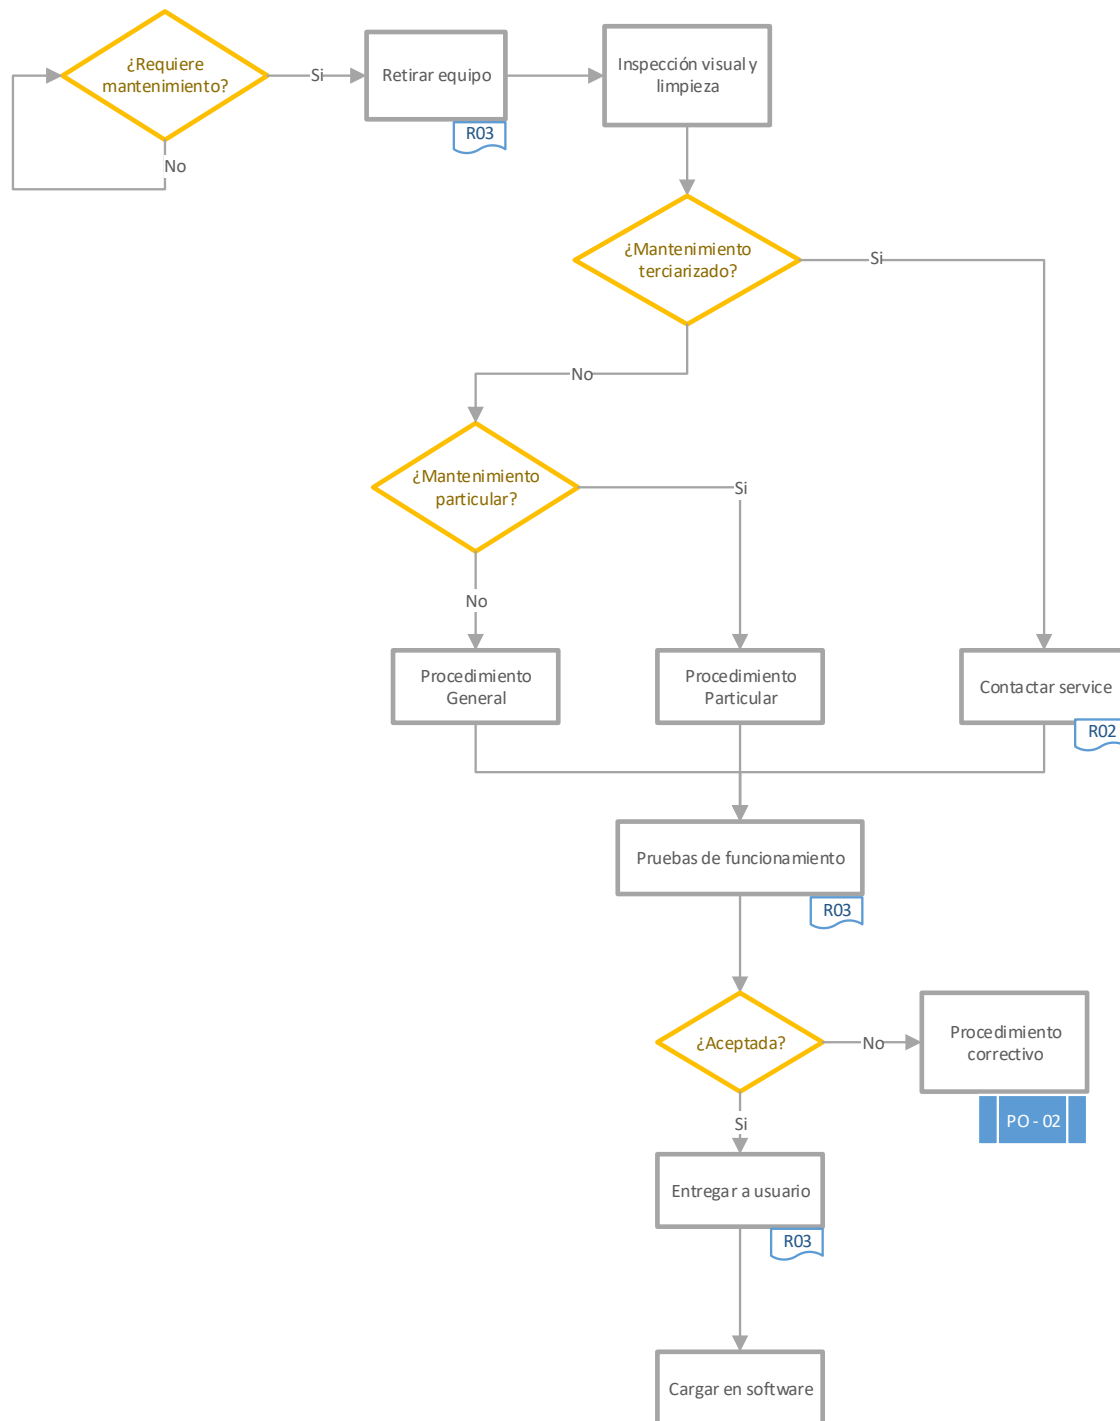 ¿Requiere
mantenimiento?
Si
Retirar equipo
R03
Inspección visual y
limpieza
No
¿Mantenimiento
terciarizado?
Si
No
¿Mantenimiento
particular?
Si
No
Procedimiento
General
Procedimiento
Particular
Contactar service
R02
Pruebas de funcionamiento
R03
¿Aceptada?
No
Procedimiento
correctivo
PO - 02
Si
Entregar a usuario
R03
Cargar en software